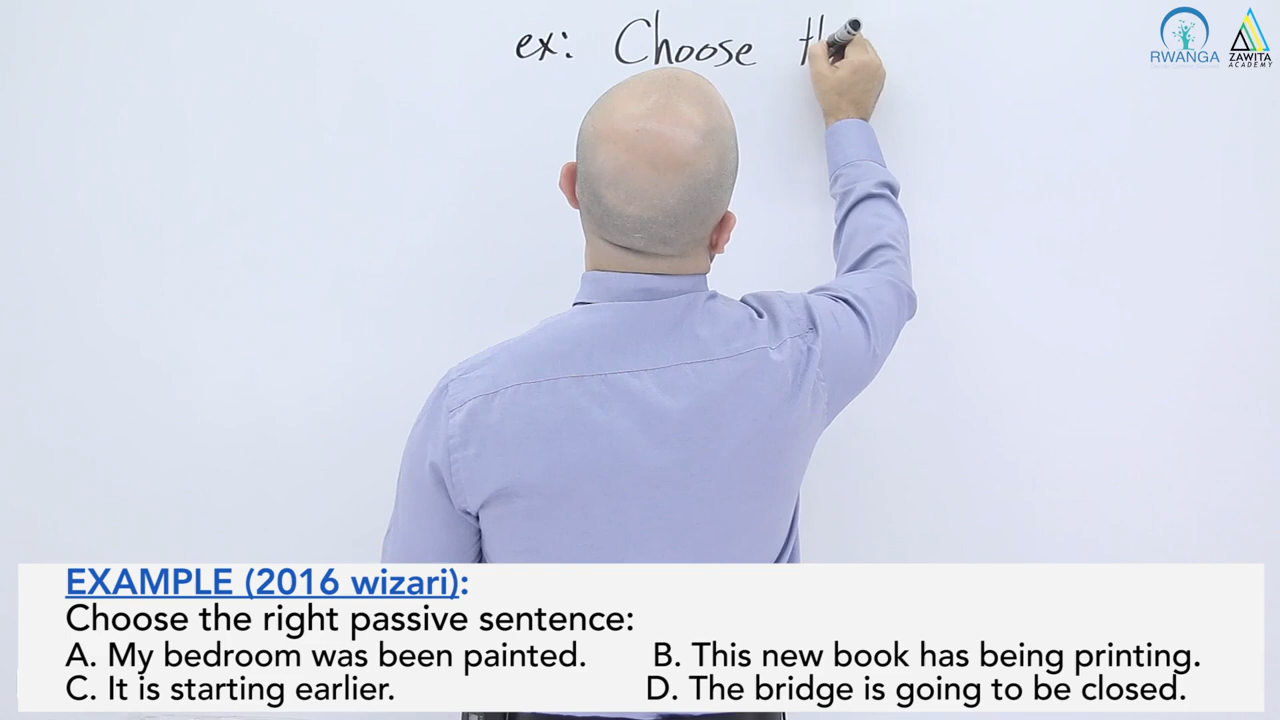 ex: Choose th
RWANGA
ZAWITA
ACADEMY
EXAMPLE (2016 wizari):
Choose the right passive sentence:
A. My bedroom was been painted. B. This new book has being printing.
C. It is starting earlier. D. The bridge is going to be closed.